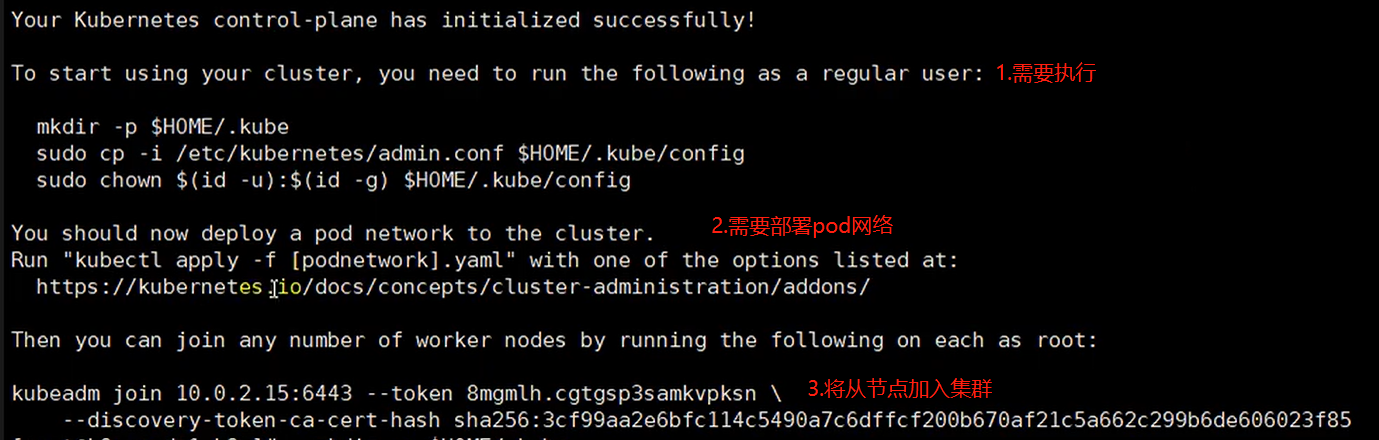 Your Kubernetes control-plane has initialized successfully!
To start using your cluster, you need to run the following as a regular user: 1.需要执行
mkdir -p $HOME/.kube
sudo cp -i /etc/kubernetes/admin.conf $HOME/.kube/config
sudo chown $(id -u):$(id -g) $HOME/.kube/config
You should now deploy a pod network to the cluster. 2.需要部署pod网络
Run "kubectl apply -f [podnetwork].yaml" with one of the options listed at:
https://kubernetes.io/docs/concepts/cluster-administration/addons/
Then you can join any number of worker nodes by running the following on each as root:
kubeadm join 10.0.2.15:6443 --token 8mgmlh.cgtgsp3samkvpksn \ 3.将从节点加入集群
--discovery-token-ca-cert-hash sha256:3cf99aa2e6bfc114c5490a7c6dffcf200b670af21c5a662c299b6de606023f85